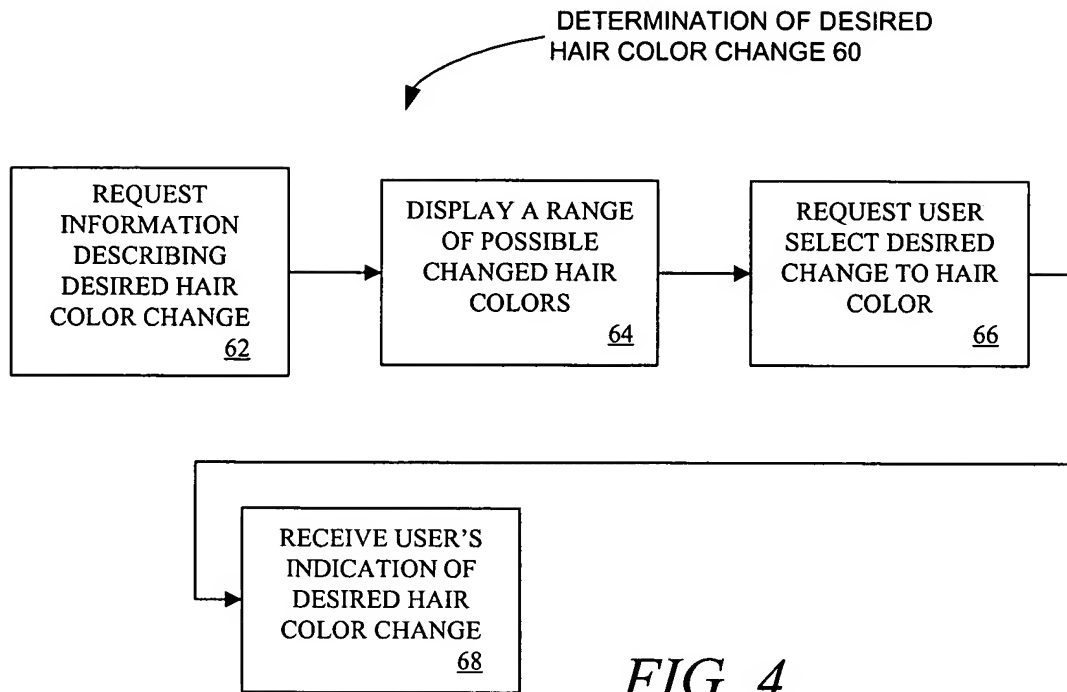 DETERMINATION OF DESIRED
HAIR COLOR CHANGE 60
REQUEST
INFORMATION
DESCRIBING
DESIRED HAIR
COLOR CHANGE
62
DISPLAY A RANGE
OF POSSIBLE
CHANGED HAIR
COLORS
64
REQUEST USER
SELECT DESIRED
CHANGE TO HAIR
COLOR
66
RECEIVE USER'S
INDICATION OF
DESIRED HAIR
COLOR CHANGE
68
FIG. 4